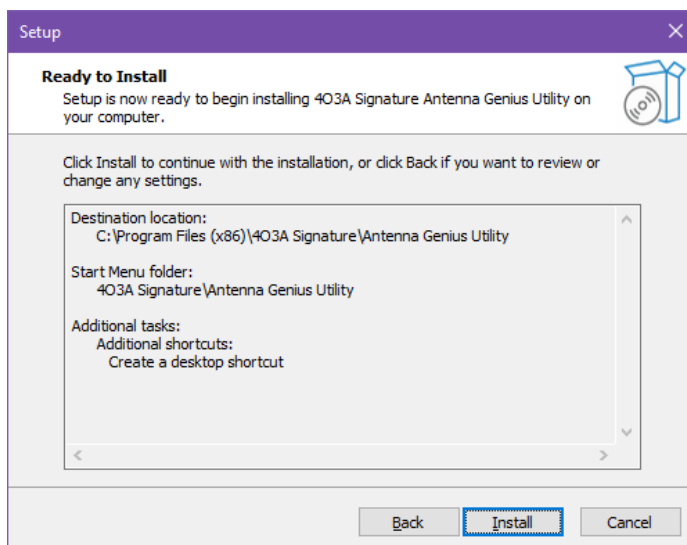 Setup
Ready to Install
Setup is now ready to begin installing 4O3A Signature Antenna Genius Utility on
your computer.
Click Install to continue with the installation, or click Back if you want to review or
change any settings.
Destination location:
C:\Program Files (x86)\4O3A Signature\Antenna Genius Utility
Start Menu folder:
4O3A Signature\Antenna Genius Utility
Additional tasks:
Additional shortcuts:
Create a desktop shortcut
Back
Install
Cancel